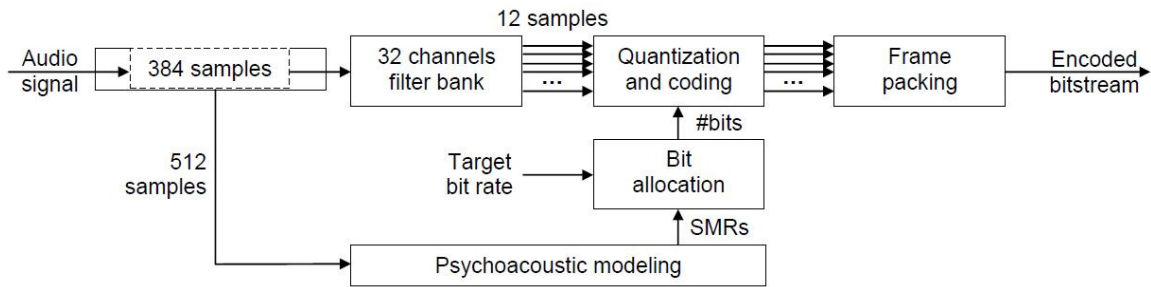 12 samples
Audio
signal
384 samples
32 channels
filter bank
...
Quantization
and coding
...
Frame
packing
Encoded
bitstream
#bits
512
samples
Target
bit rate
Bit
allocation
SMRs
Psychoacoustic modeling